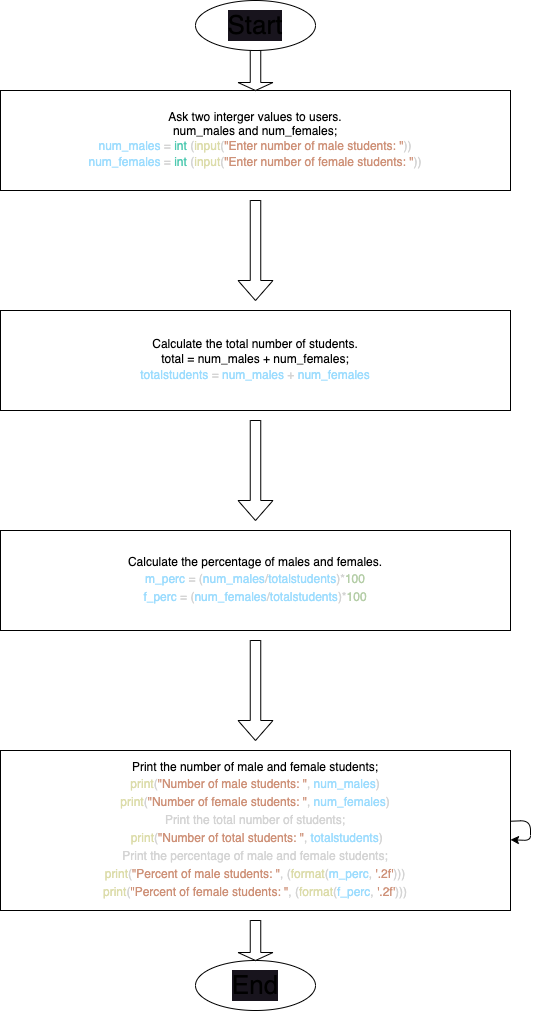 Start
Ask two interger values to users.
num_males and num_females;
num_males = int (input("Enter number of male students: "))
num_females = int (input("Enter number of female students: "))
Calculate the total number of students.
total = num_males + num_females;
totalstudents = num_males + num_females
Calculate the percentage of males and females.
m_perc = (num_males/totalstudents)*100
f_perc = (num_females/totalstudents)*100
Print the number of male and female students;
print("Number of male students: ", num_males)
print("Number of female students: ", num_females)
Print the total number of students;
print("Number of total students: ", totalstudents)
Print the percentage of male and female students;
print("Percent of male students: ", (format(m_perc, '.2f')))
print("Percent of female students: ", (format(f_perc, '.2f')))
End